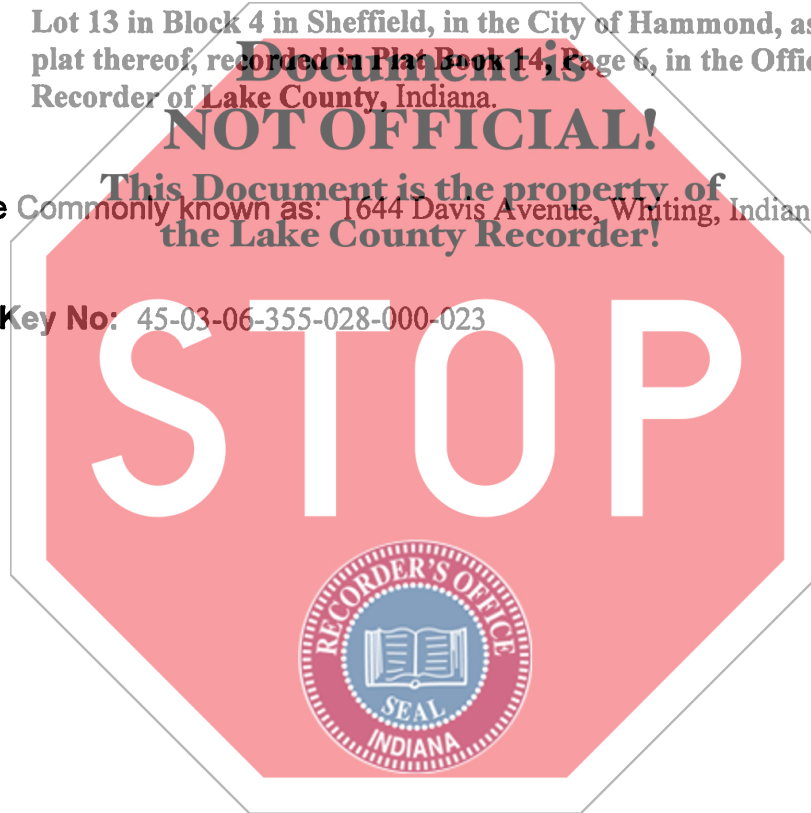 Lot 13 in Block 4 in Sheffield, in the City of Hammond, as
plat thereof, recorded in Plat Book 14, Page 6, in the Offic
Recorder of Lake County, Indiana.
Document is
NOT OFFICIAL!
This Document is the property of
the Lake County Recorder!
e Commonly known as: 1644 Davis Avenue, Whiting, Indian
Key No: 45-03-06-355-028-000-023
STOP
RECORDER'S OFFICE
SEAL
INDIANA